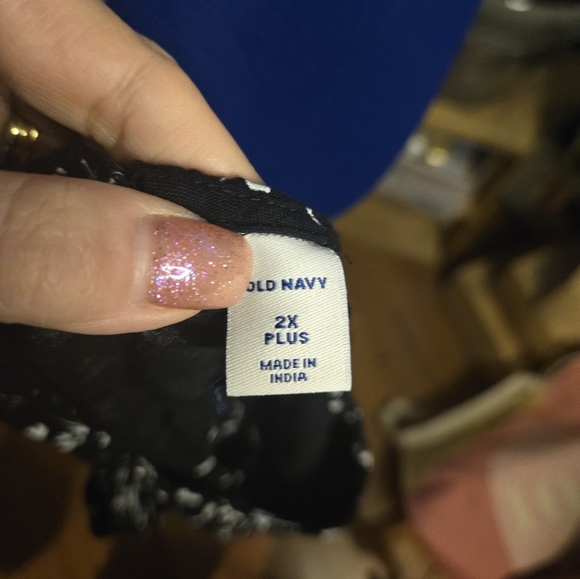 OLD NAVY
2X
PLUS
MADE IN
INDIA